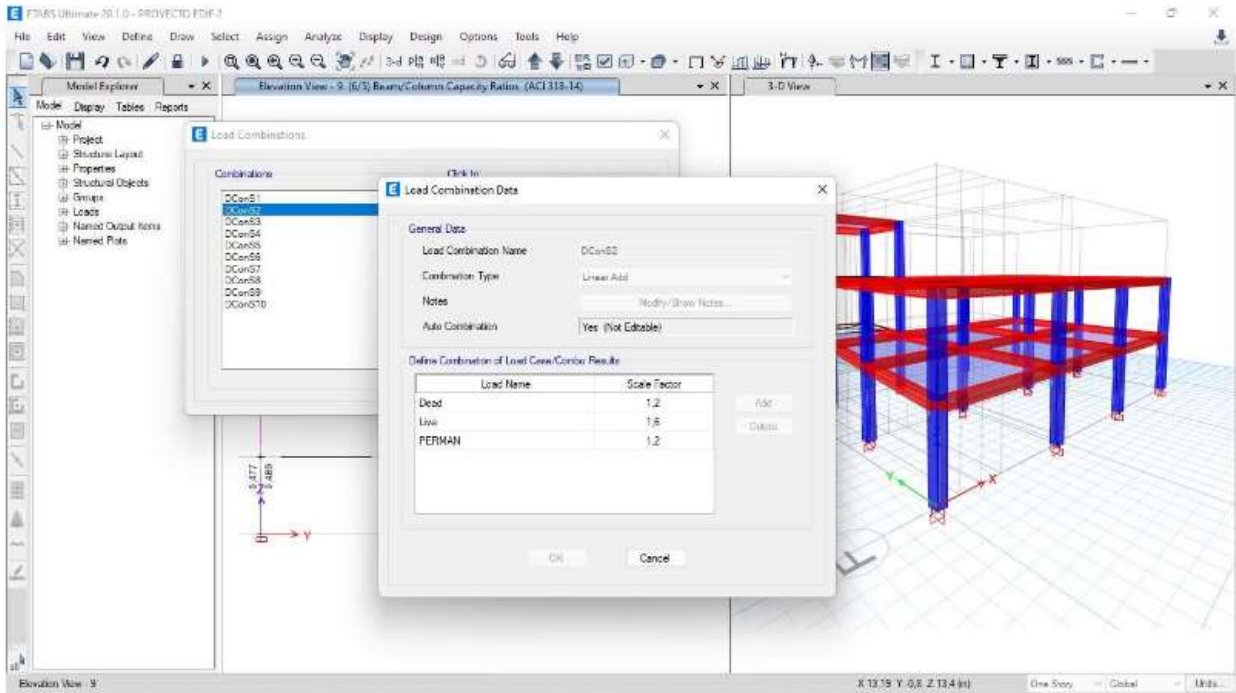 ETABS Ultimate 20.1.0 - PROYECTO EDIF 2
File Edit View Define Draw Select Assign Analyze Display Design Options Tools Help
Model Explorer
Elevation View - 9 (6/5) Beam/Column Capacity Ratios (ACI 318-14)
3-D View
Model Display Tables Reports
Model
Project
Structure Layout
Properties
Structural Objects
Groups
Loads
Named Output Items
Named Plots
Load Combinations
Combinations
Click to:
DConS1
DConS2
DConS3
DConS4
DConS5
DConS6
DConS7
DConS8
DConS9
DConS10
Load Combination Data
General Data
Load Combination Name DConS2
Combination Type Linear Add
Notes Modify/Show Notes...
Auto Combination Yes (Not Editable)
Define Combination of Load Case/Combo Results
Load Name Scale Factor
Dead 1.2
Live 1.6
PERMAN 1.2
Add
Delete
OK Cancel
Z
Y
Y
X
F
Elevation View - 9
X 13,19 Y -0,8 Z 13,4 (m)
One Story
Global
Units...